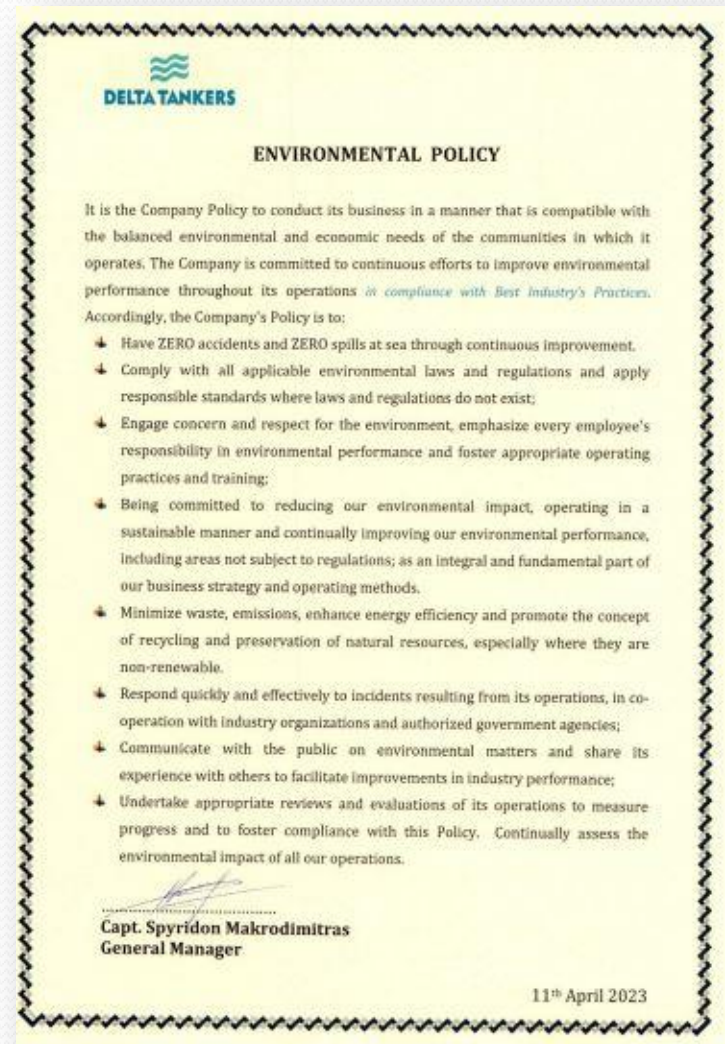 DELTA TANKERS
ENVIRONMENTAL POLICY
It is the Company Policy to conduct its business in a manner that is compatible with
the balanced environmental and economic needs of the communities in which it
operates. The Company is committed to continuous efforts to improve environmental
performance throughout its operations in compliance with Best Industry's Practices.
Accordingly, the Company's Policy is to:
Have ZERO accidents and ZERO spills at sea through continuous improvement.
Comply with all applicable environmental laws and regulations and apply
responsible standards where laws and regulations do not exist;
Engage concern and respect for the environment, emphasize every employee's
responsibility in environmental performance and foster appropriate operating
practices and training;
Being committed to reducing our environmental impact, operating in a
sustainable manner and continually improving our environmental performance,
including areas not subject to regulations; as an integral and fundamental part of
our business strategy and operating methods.
Minimize waste, emissions, enhance energy efficiency and promote the concept
of recycling and preservation of natural resources, especially where they are
non-renewable.
Respond quickly and effectively to incidents resulting from its operations, in co-
operation with industry organizations and authorized government agencies;
Communicate with the public on environmental matters and share its
experience with others to facilitate improvements in industry performance;
Undertake appropriate reviews and evaluations of its operations to measure
progress and to foster compliance with this Policy. Continually assess the
environmental impact of all our operations.
Capt. Spyridon Makrodimitras
General Manager
11th April 2023